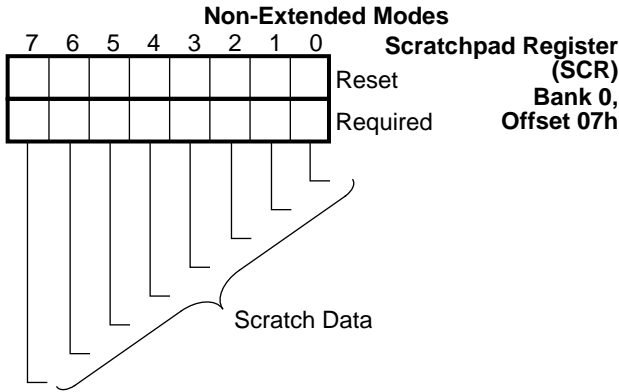 Non-Extended Modes
7 6 5 4 3 2 1 0
Scratchpad Register
(SCR)
Bank 0,
Offset 07h
Reset
Required
Scratch Data